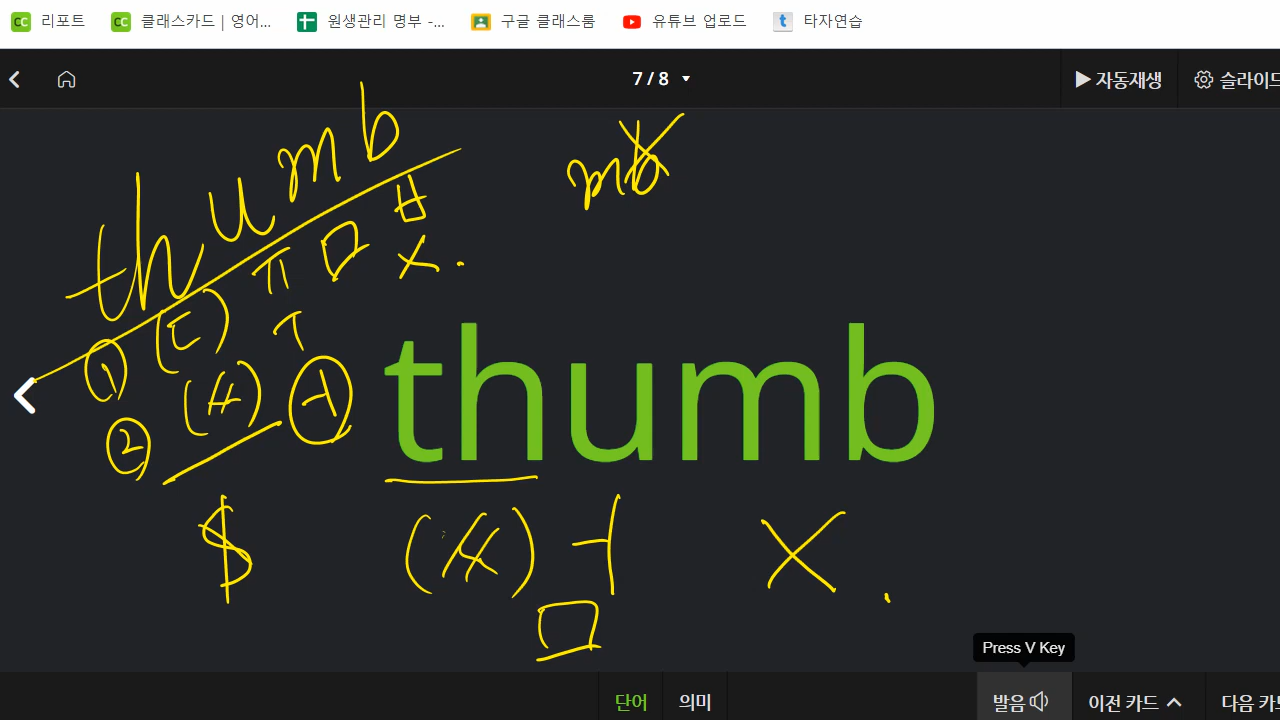 리포트
클래스카드 | 영어...
원생관리 명부 -...
구글 클래스룸
유튜브 업로드
타자연습
7 / 8
자동재생
슬라이드
thumb
mb
ㅠ ㅁ ㅂ
① (ㄷ) ㅜ X.
② (ㅆ) ㅓ
thumb
$ (ㅆ) ㅓ X.
ㅁ
Press V Key
단어
의미
발음
이전 카드
다음 카드